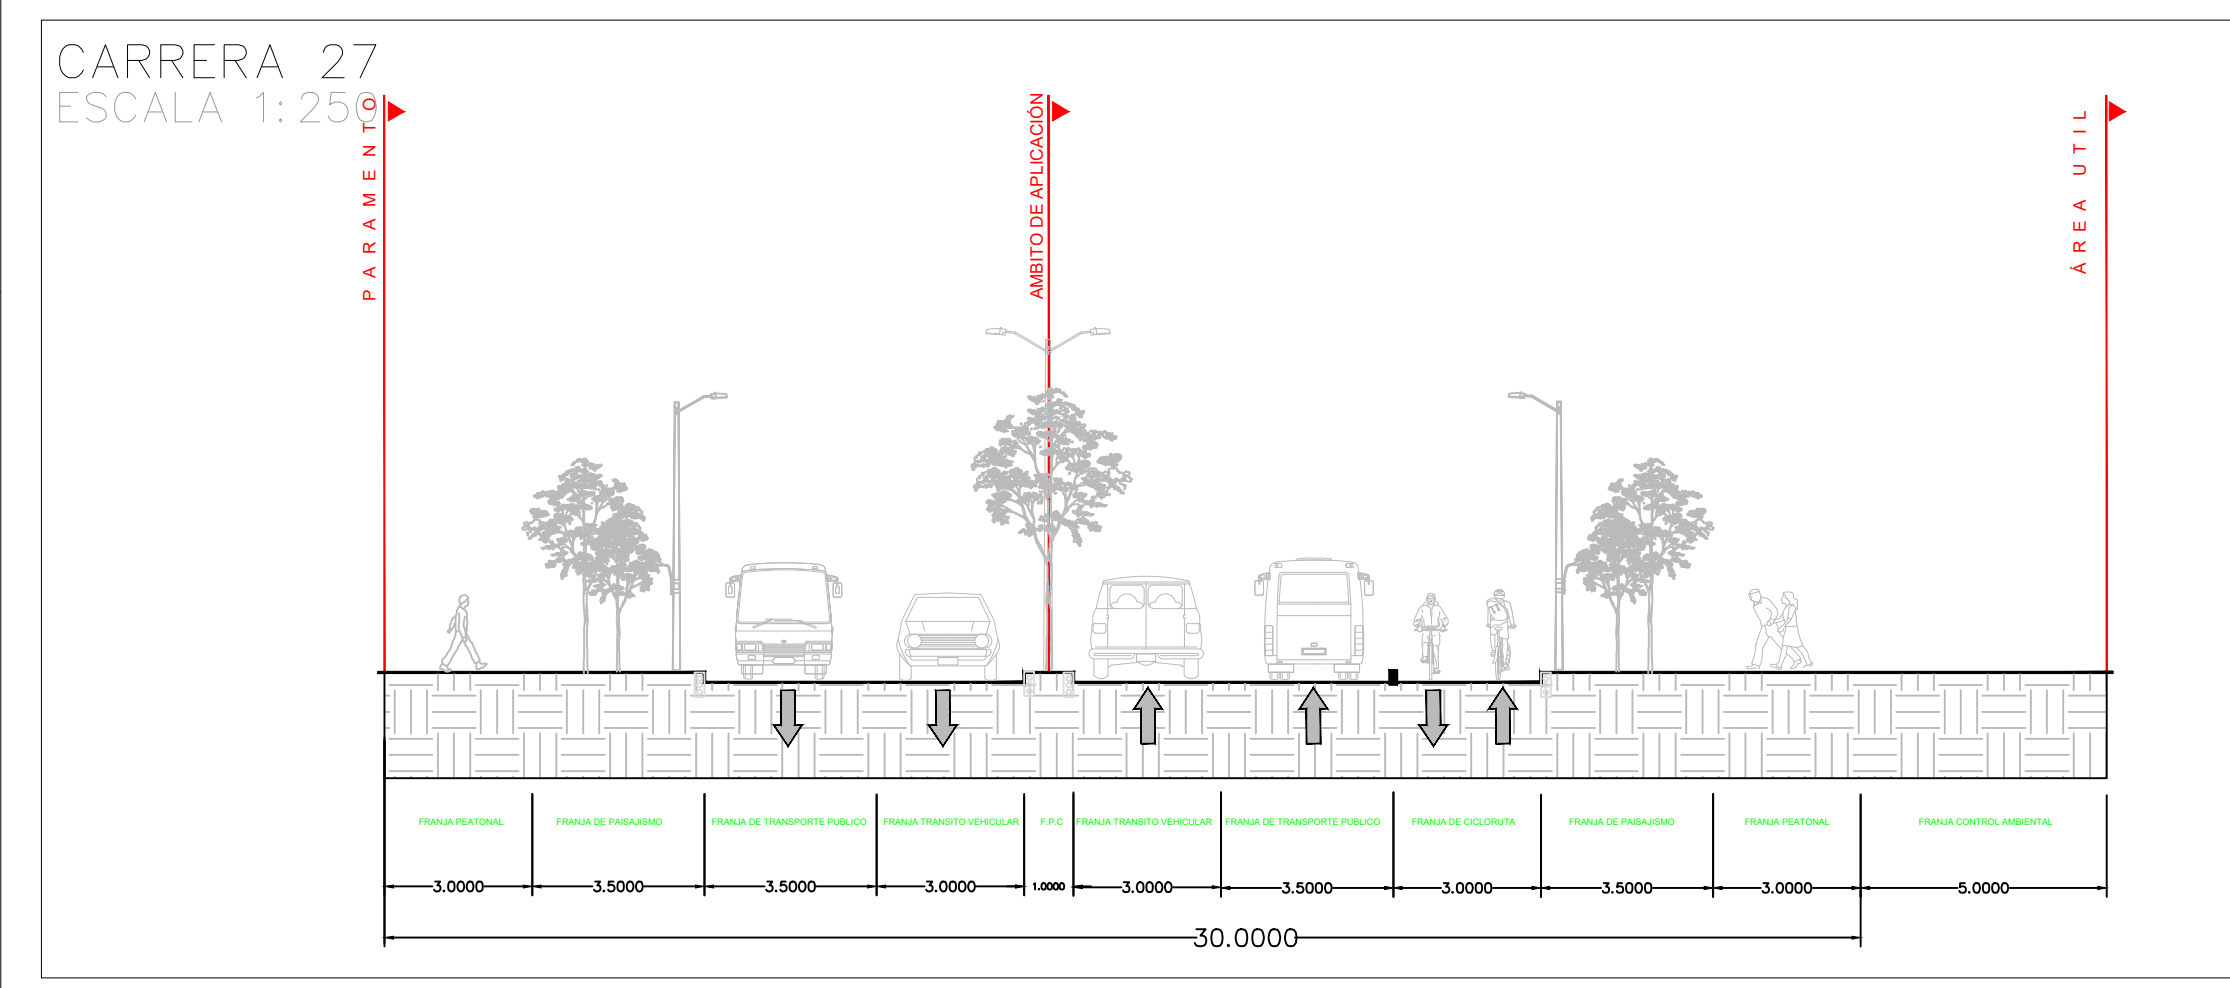 CARRERA 27
ESCALA 1:250
PARAMENTO
AMBITO DE APLICACIÓN
ÁREA UTIL
FRANJA PEATONAL
FRANJA DE PAISAJISMO
FRANJA DE TRANSPORTE PUBLICO
FRANJA TRANSITO VEHICULAR
F.P.C
FRANJA TRANSITO VEHICULAR
FRANJA DE TRANSPORTE PUBLICO
FRANJA DE CICLORUTA
FRANJA DE PAISAJISMO
FRANJA PEATONAL
FRANJA CONTROL AMBIENTAL
3.0000
3.5000
3.5000
3.0000
1.0000
3.0000
3.5000
3.0000
3.5000
3.0000
5.0000
30.0000